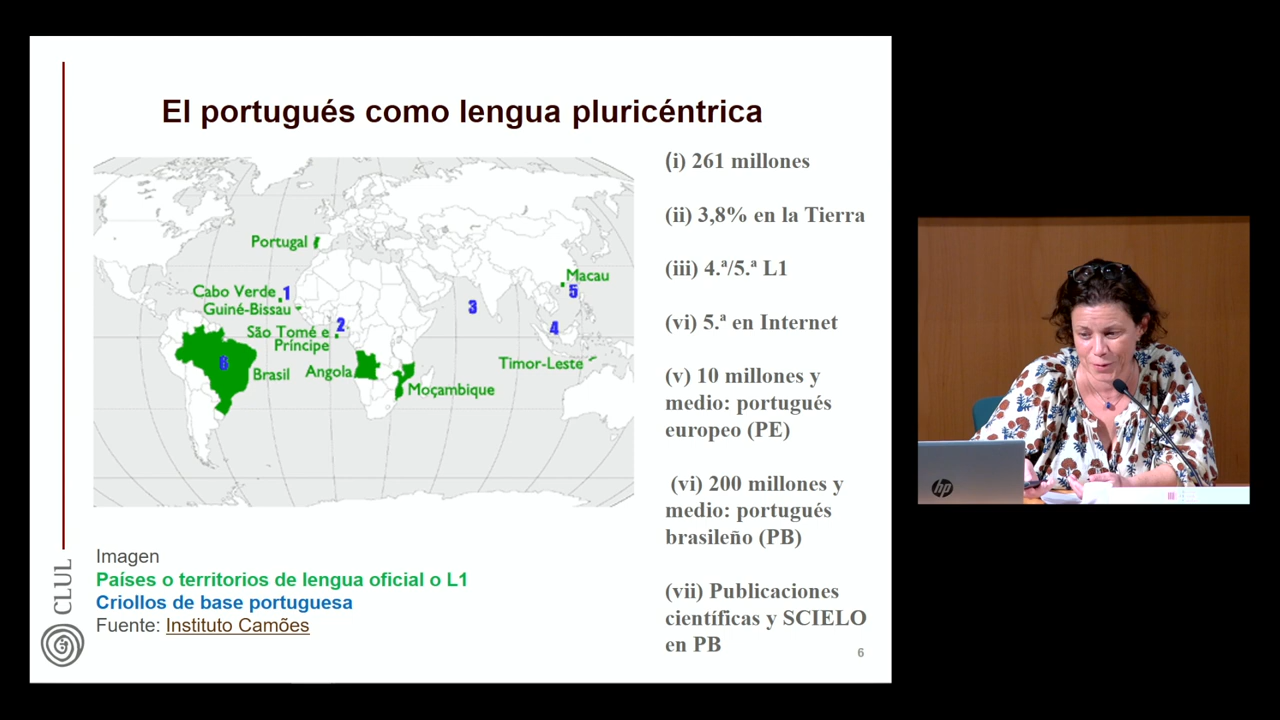 El portugués como lengua pluricéntrica
Portugal
Cabo Verde
1
Guiné-Bissau
São Tomé e
Príncipe
2
3
Macau
5
4
6
Brasil
Angola
Moçambique
Timor-Leste
(i) 261 millones
(ii) 3,8% en la Tierra
(iii) 4.ª/5.ª L1
(vi) 5.ª en Internet
(v) 10 millones y
medio: portugués
europeo (PE)
(vi) 200 millones y
medio: portugués
brasileño (PB)
(vii) Publicaciones
científicas y SCIELO
en PB
Imagen
Países o territorios de lengua oficial o L1
Criollos de base portuguesa
Fuente: Instituto Camões
CLUL
6
hp